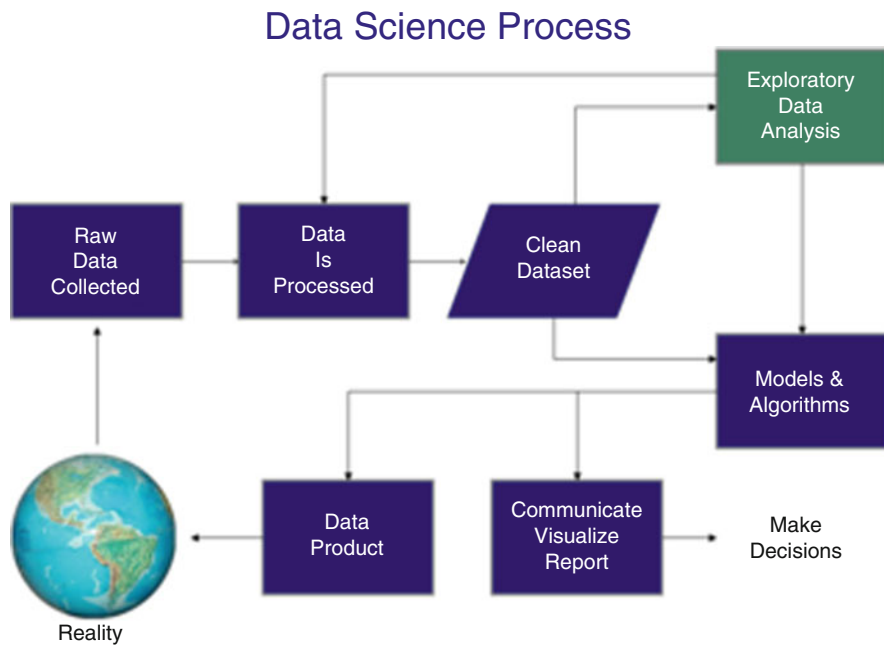 Data Science Process
Exploratory
Data
Analysis
Raw
Data
Collected
Data
Is
Processed
Clean
Dataset
Models &
Algorithms
Data
Product
Communicate
Visualize
Report
Make
Decisions
Reality